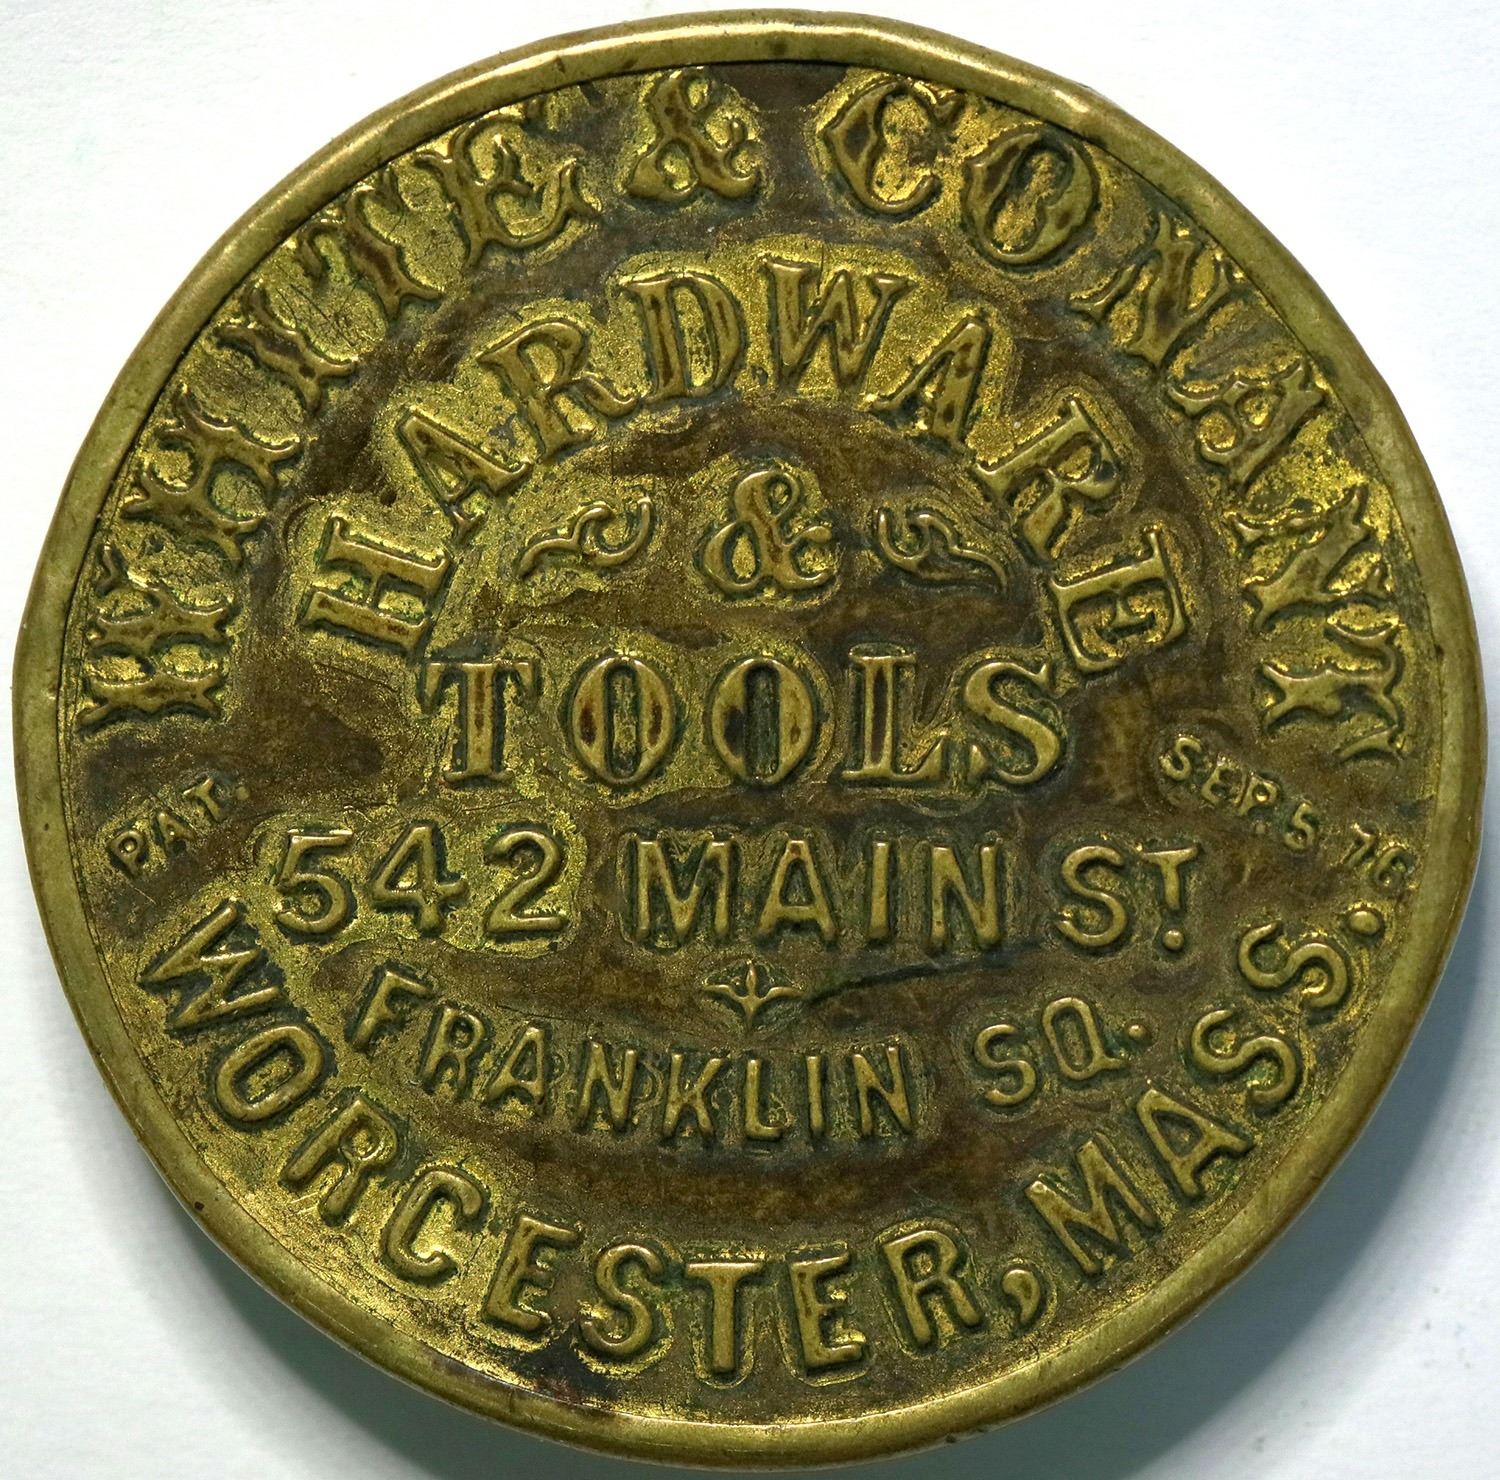 WHITE & CONANT
HARDWARE
&
TOOLS
PAT. SEP. 5 76
542 MAIN ST.
FRANKLIN SQ.
WORCESTER, MASS.